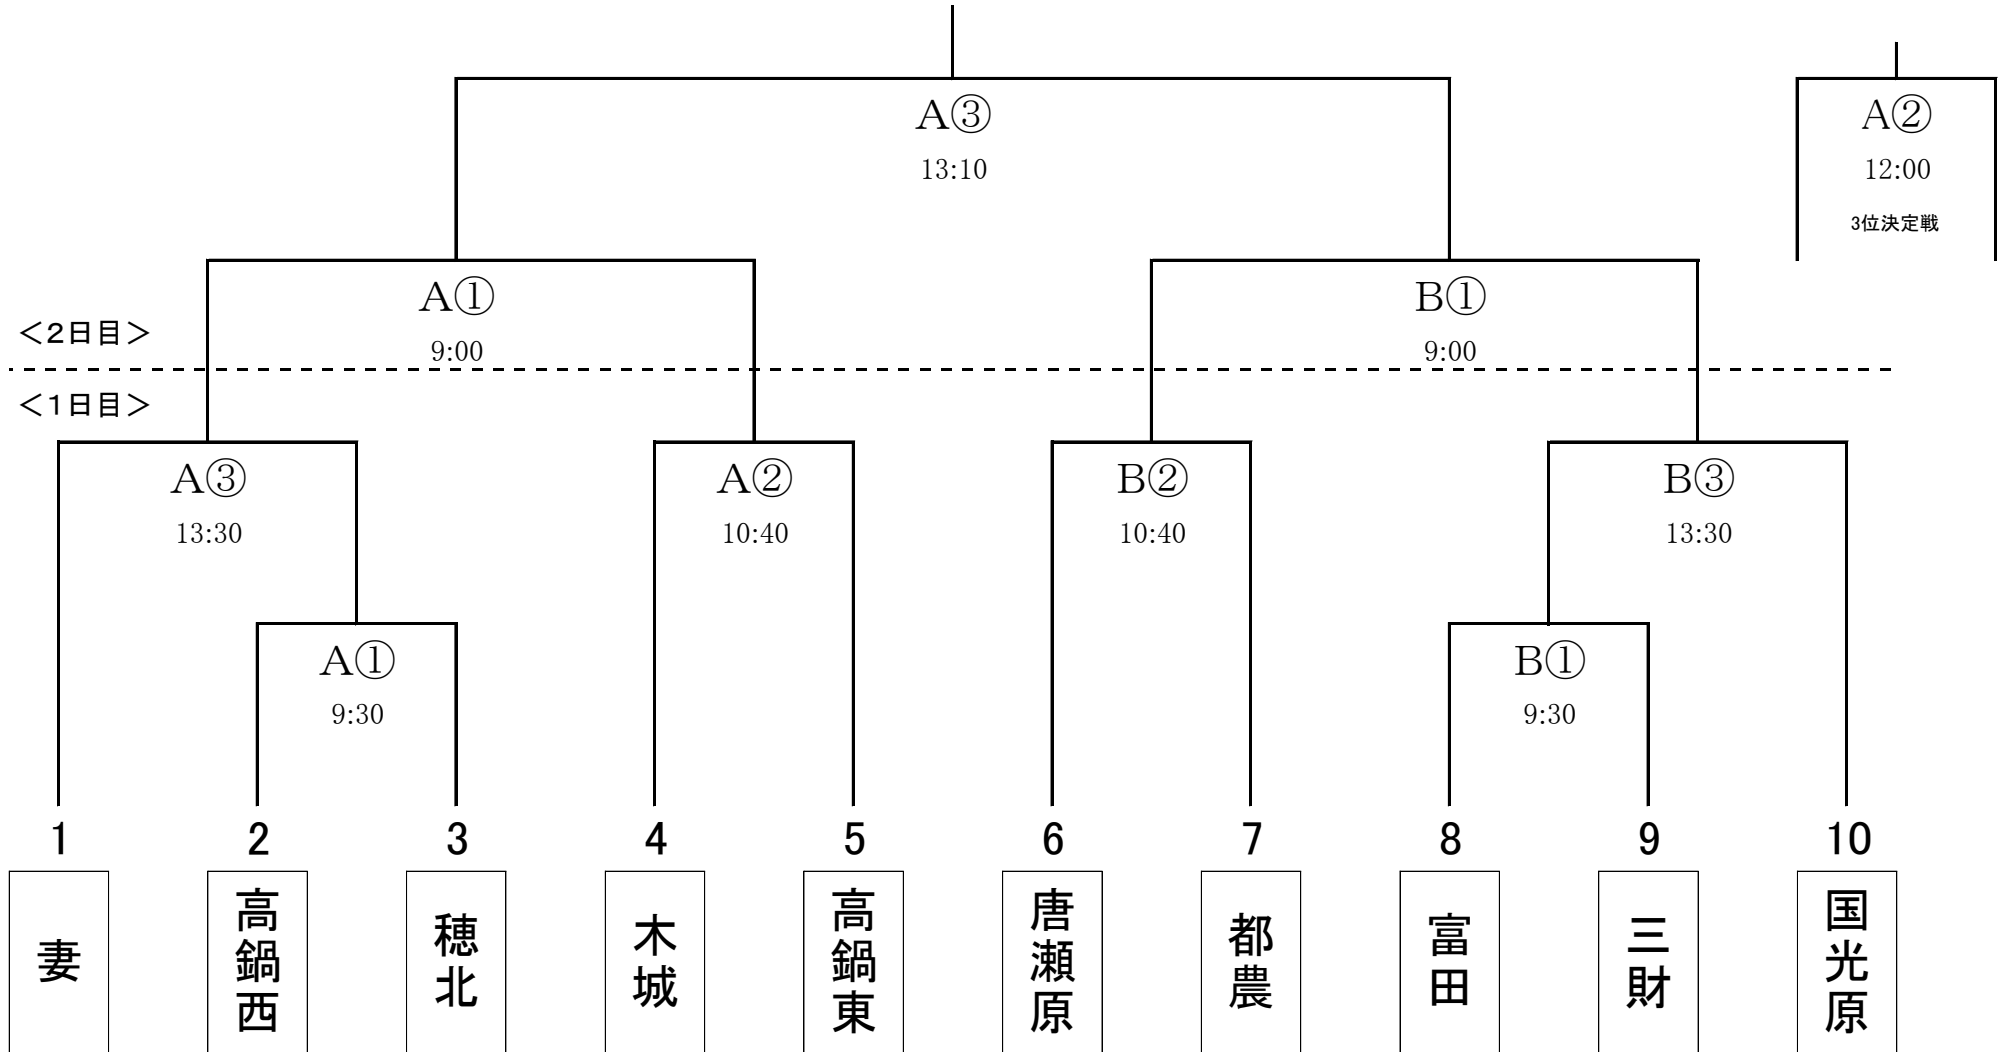 A③
13:10
A②
12:00
3位決定戦
A①
9:00
B①
9:00
＜2日目＞
＜1日目＞
A③
13:30
A②
10:40
B②
10:40
B③
13:30
A①
9:30
B①
9:30
1
2
3
4
5
6
7
8
9
10
妻
高鍋西
穂北
木城
高鍋東
唐瀬原
都農
富田
三財
国光原